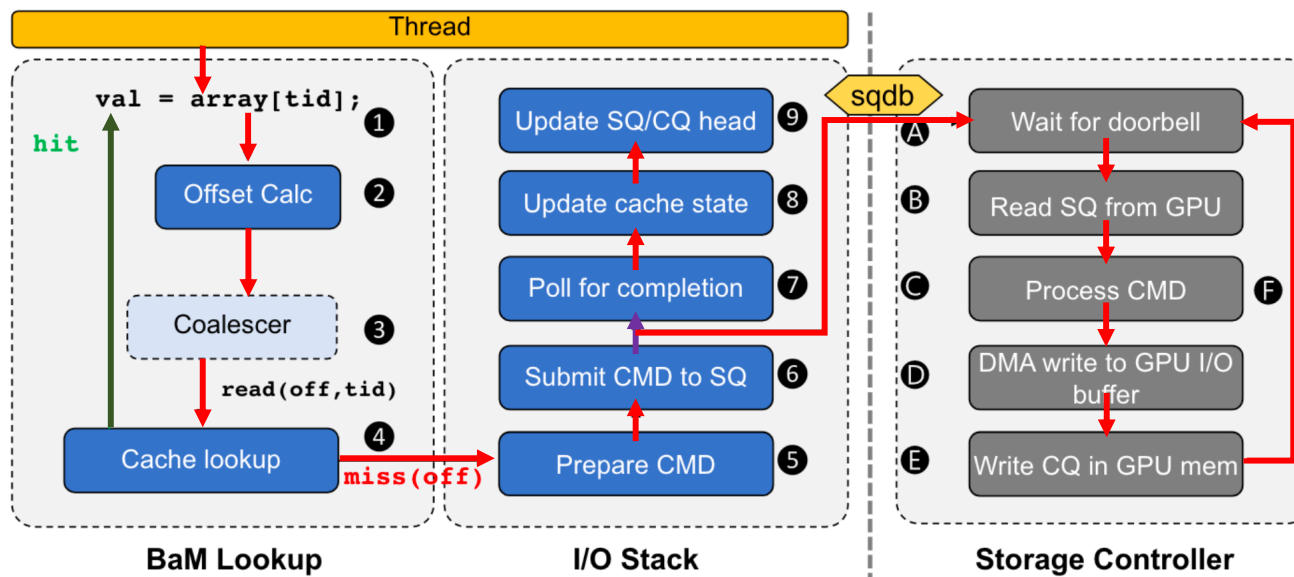 Thread
val = array[tid];
1
hit
Offset Calc
2
Coalescer
3
read(off,tid)
4
Cache lookup
miss(off)
BaM Lookup
Update SQ/CQ head
9
Update cache state
8
Poll for completion
7
Submit CMD to SQ
6
Prepare CMD
5
I/O Stack
sqdb
A
Wait for doorbell
B
Read SQ from GPU
C
Process CMD
F
D
DMA write to GPU I/O
buffer
E
Write CQ in GPU mem
Storage Controller